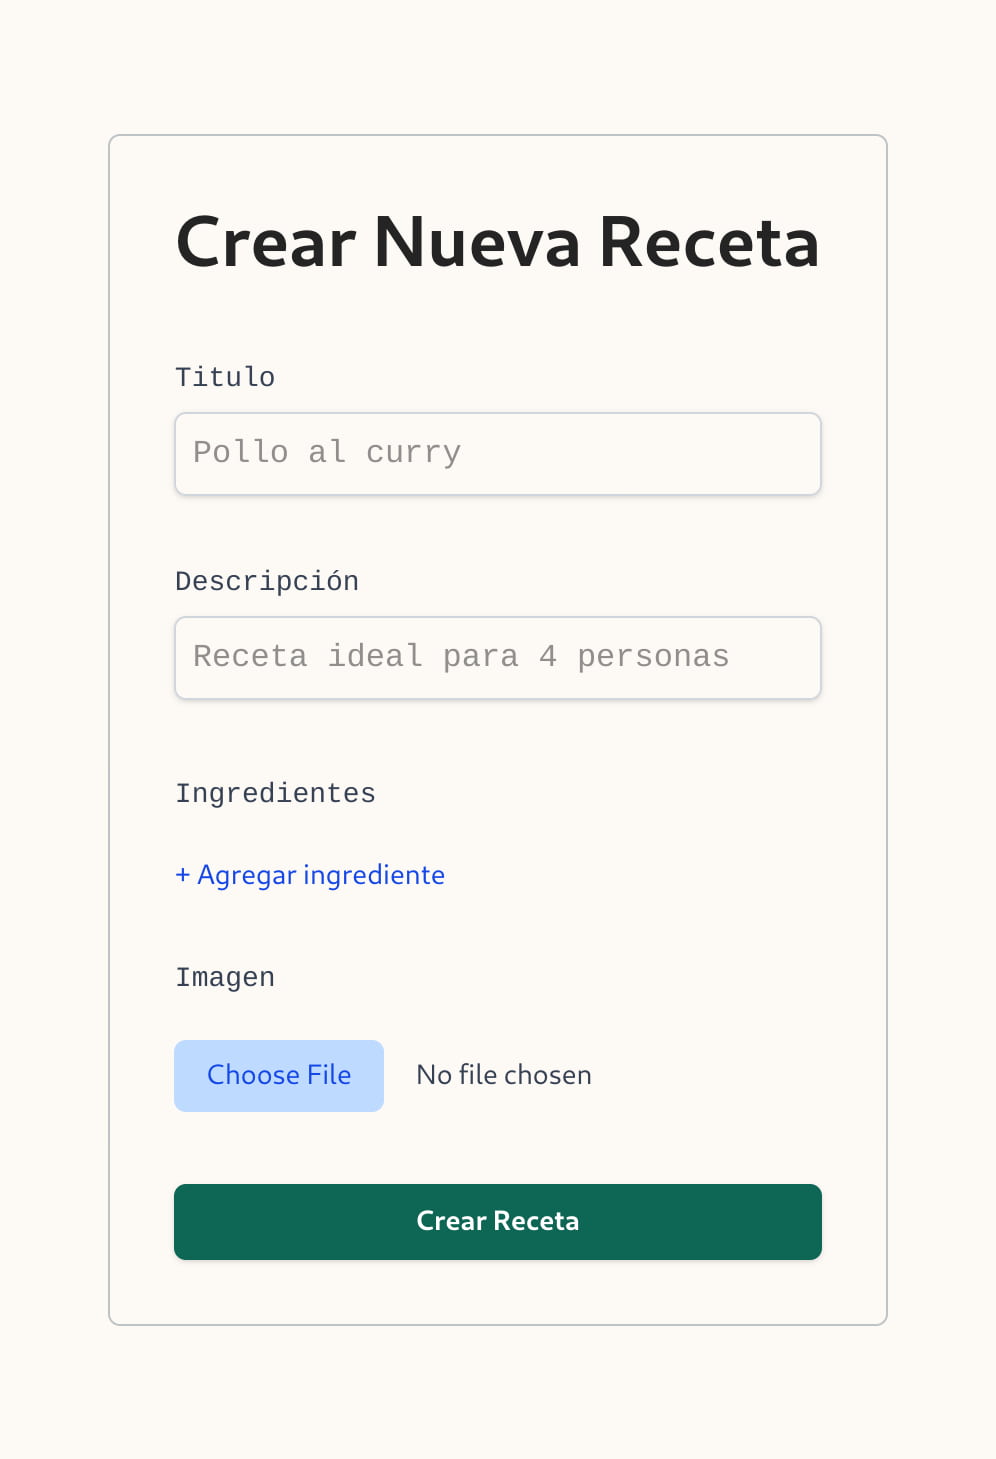 Crear Nueva Receta
Titulo
Pollo al curry
Descripción
Receta ideal para 4 personas
Ingredientes
+ Agregar ingrediente
Imagen
Choose File No file chosen
Crear Receta